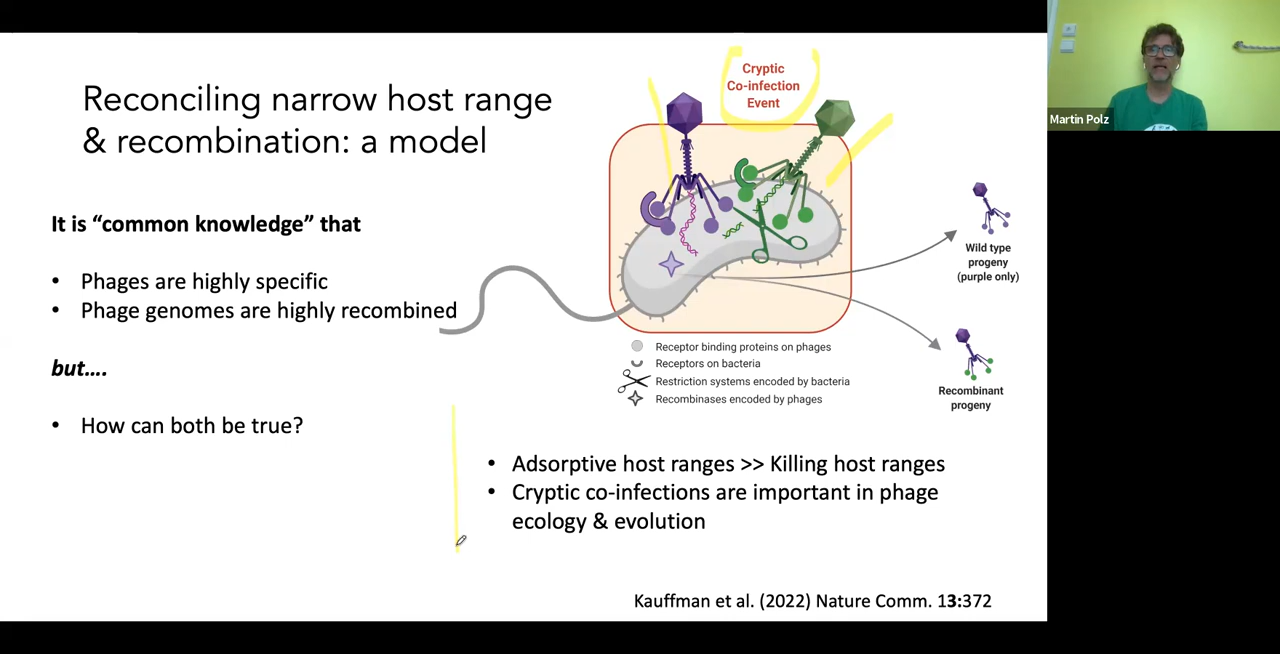 Reconciling narrow host range
& recombination: a model
It is “common knowledge” that
• Phages are highly specific
• Phage genomes are highly recombined
but….
• How can both be true?
Cryptic
Co-infection
Event
Wild type
progeny
(purple only)
Recombinant
progeny
Receptor binding proteins on phages
Receptors on bacteria
Restriction systems encoded by bacteria
Recombinases encoded by phages
• Adsorptive host ranges >> Killing host ranges
• Cryptic co-infections are important in phage
ecology & evolution
Kauffman et al. (2022) Nature Comm. 13:372
Martin Polz